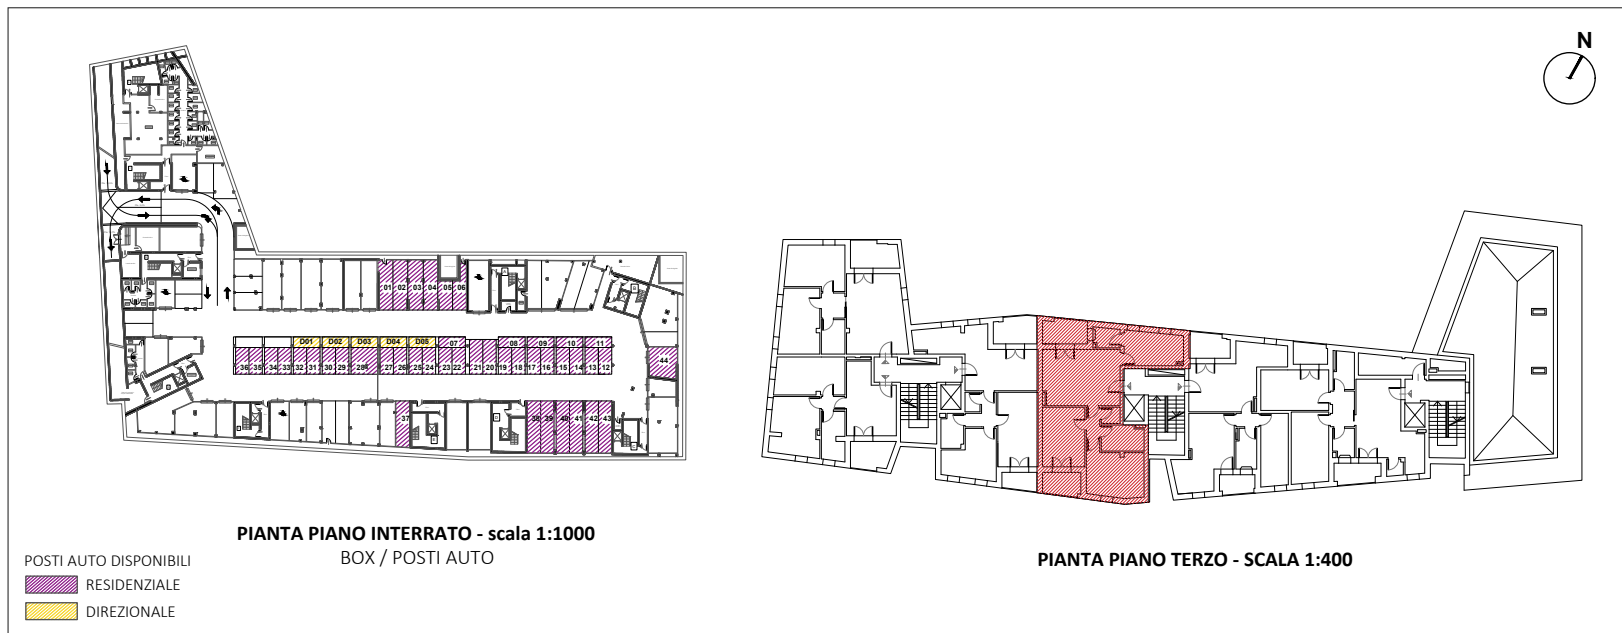 N
01 02 03 04 05 06
D01 D02 D03 D04 D05 07 08 09 10 11
36 35 34 33 32 31 30 29 28 27 26 25 24 23 22 21 20 19 18 17 16 15 14 13 12
44
37 38 39 40 41 42 43
PIANTA PIANO INTERRATO - scala 1:1000
BOX / POSTI AUTO
POSTI AUTO DISPONIBILI
RESIDENZIALE
DIREZIONALE
PIANTA PIANO TERZO - SCALA 1:400